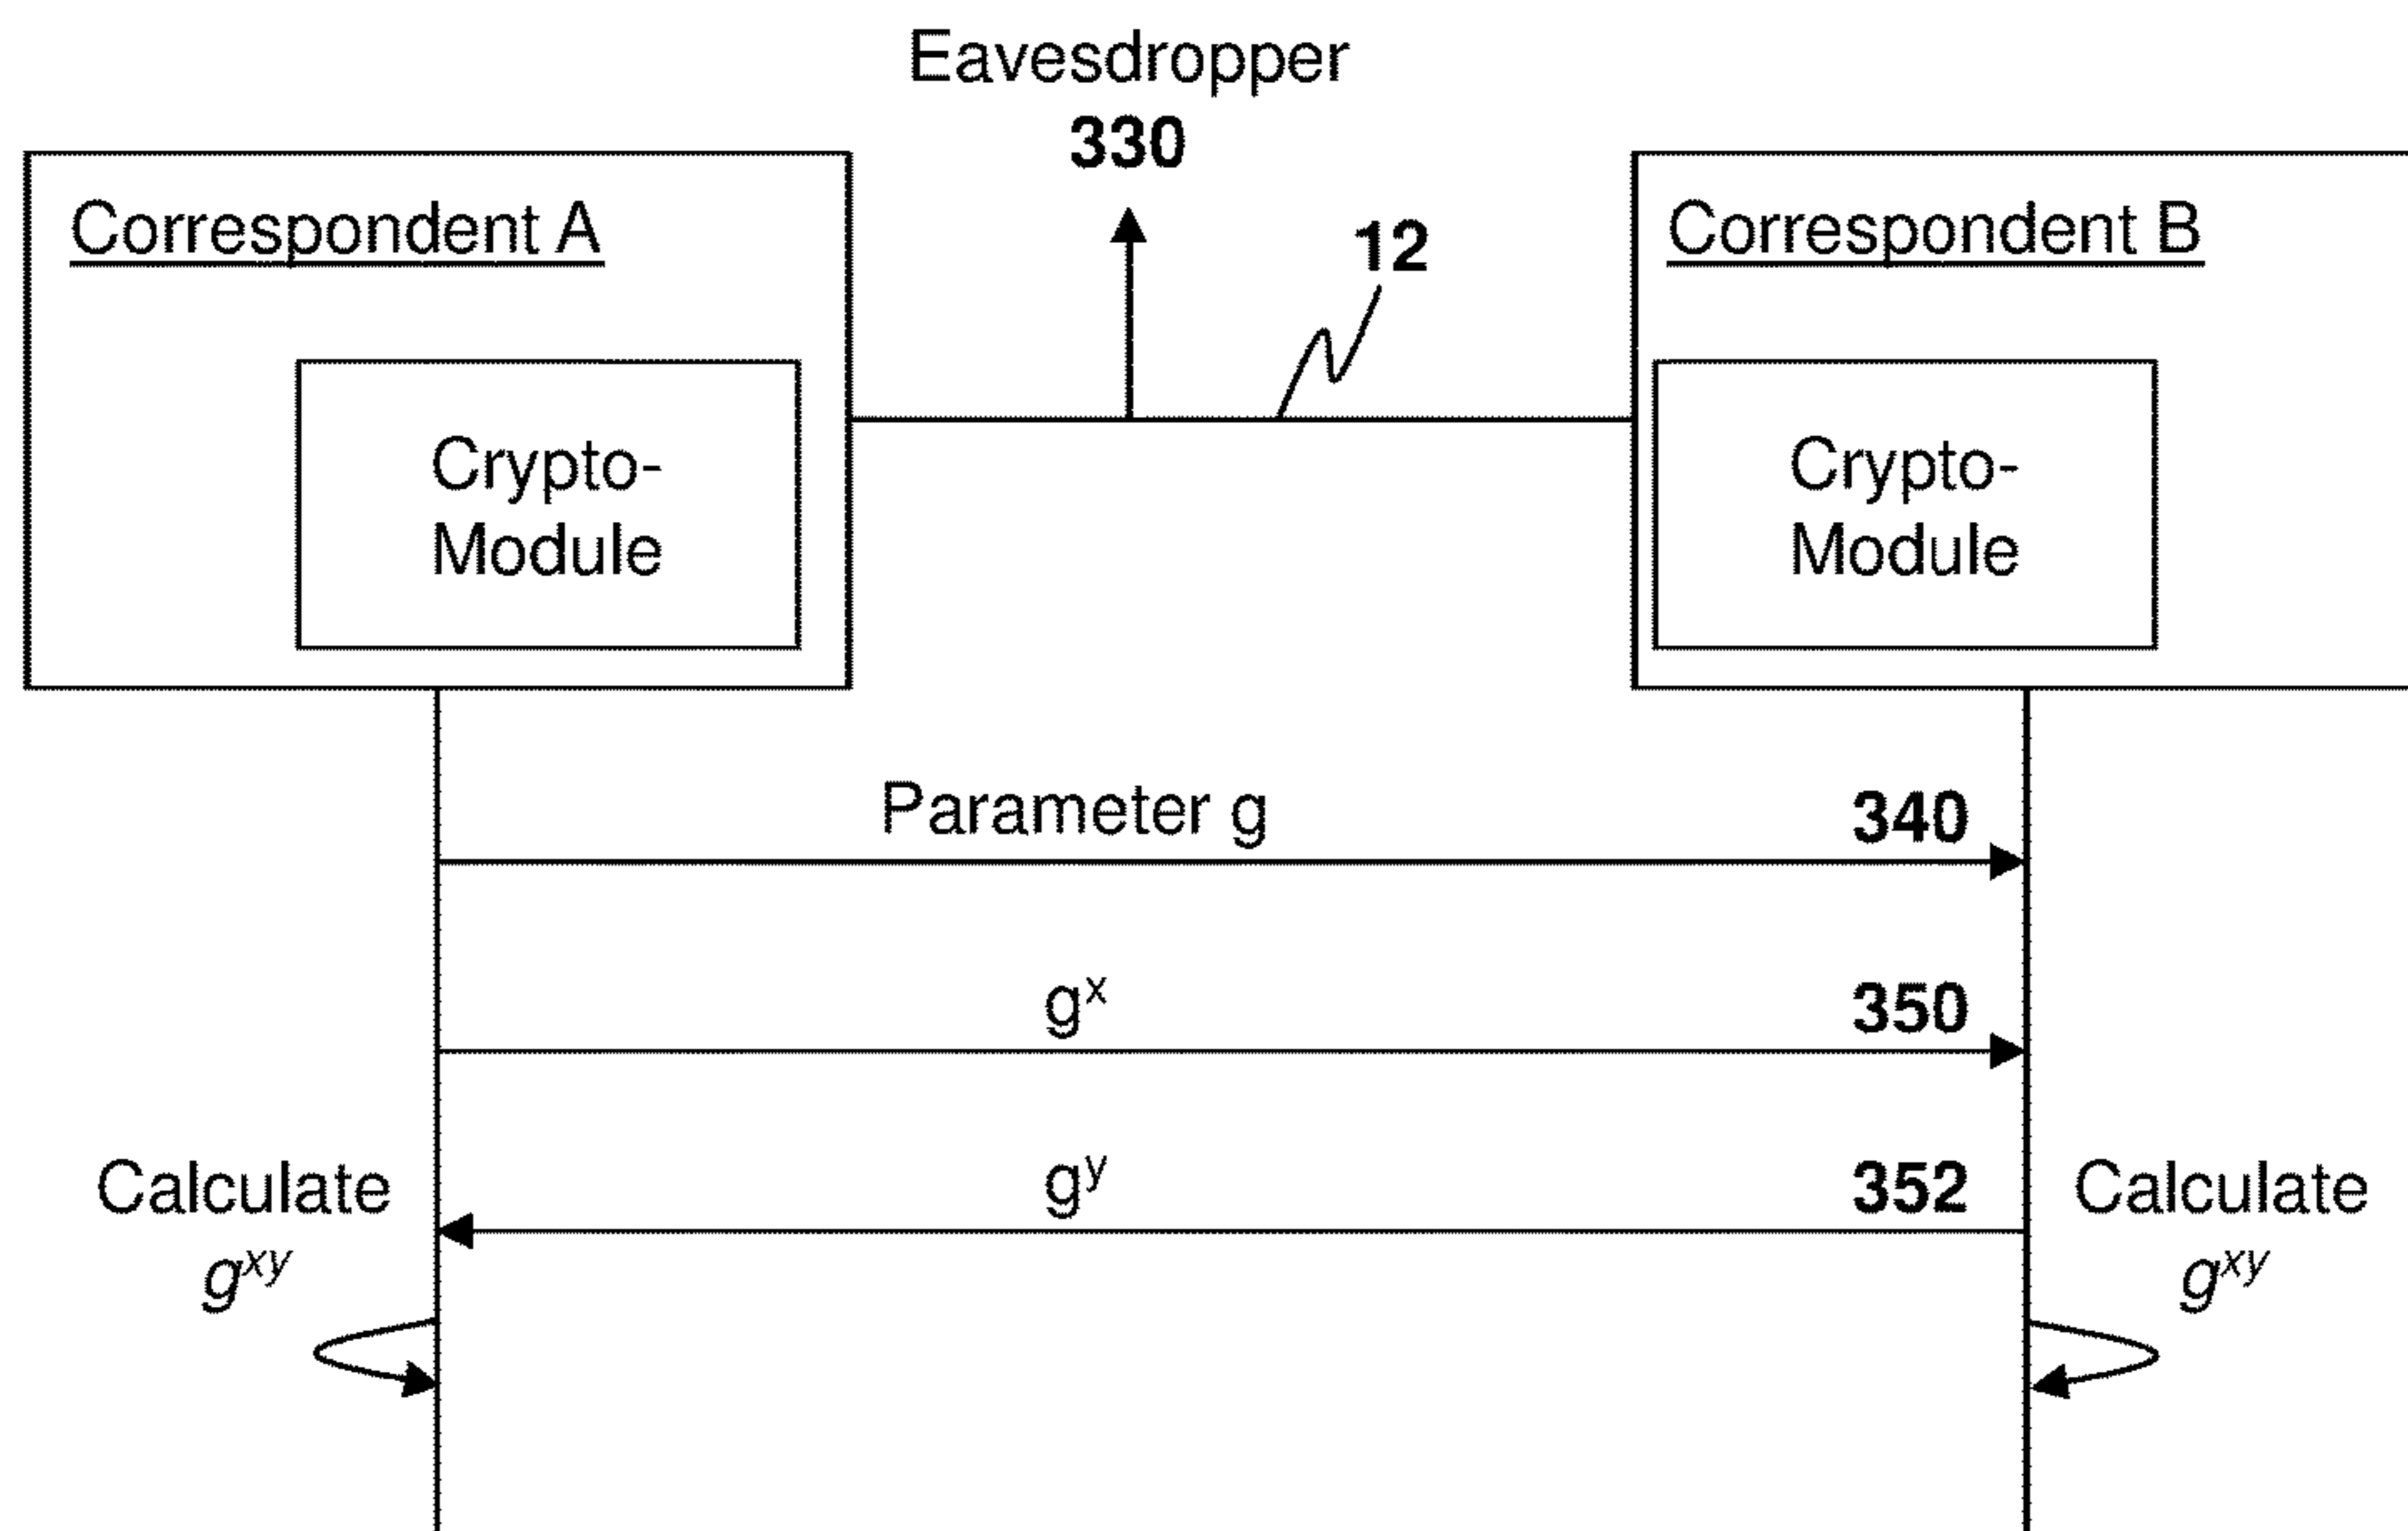 Eavesdropper
330
Correspondent A
12
Correspondent B
Crypto-
Module
Crypto-
Module
Parameter g 340
gˣ 350
gʸ 352
Calculate
gˣʸ
Calculate
gˣʸ